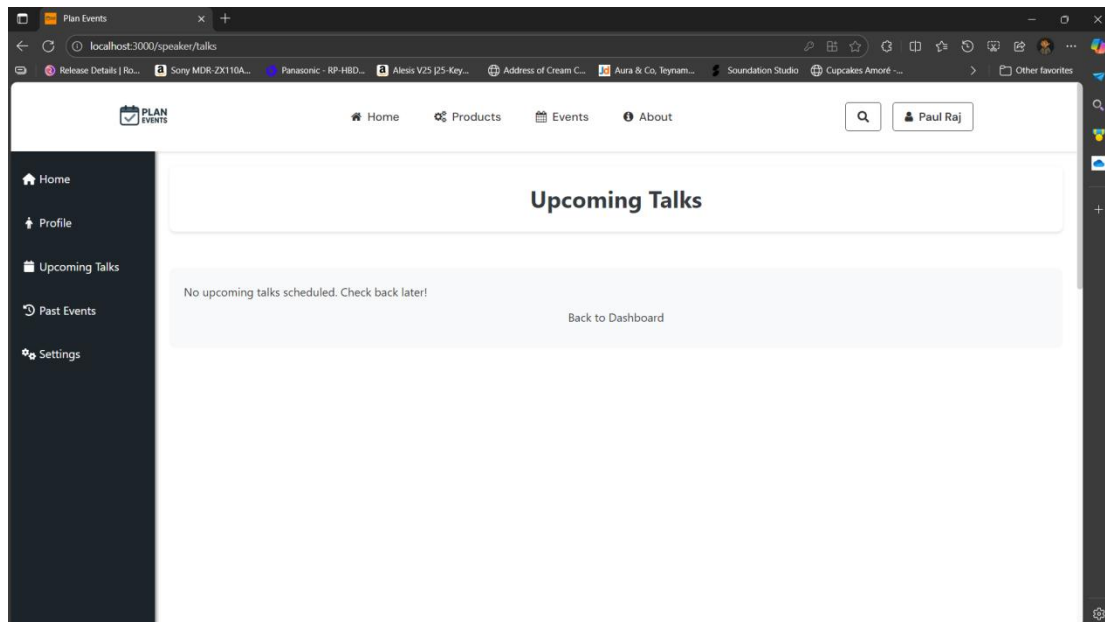 Plan Events
localhost:3000/speaker/talks
Release Details | Ro...
Sony MDR-ZX110A...
Panasonic - RP-HBD...
Alesis V25 |25-Key...
Address of Cream C...
Aura & Co, Teynam...
Soundation Studio
Cupcakes Amoré -...
Other favorites
PLAN
EVENTS
Home
Products
Events
About
Paul Raj
Home
Profile
Upcoming Talks
Past Events
Settings
Upcoming Talks
No upcoming talks scheduled. Check back later!
Back to Dashboard